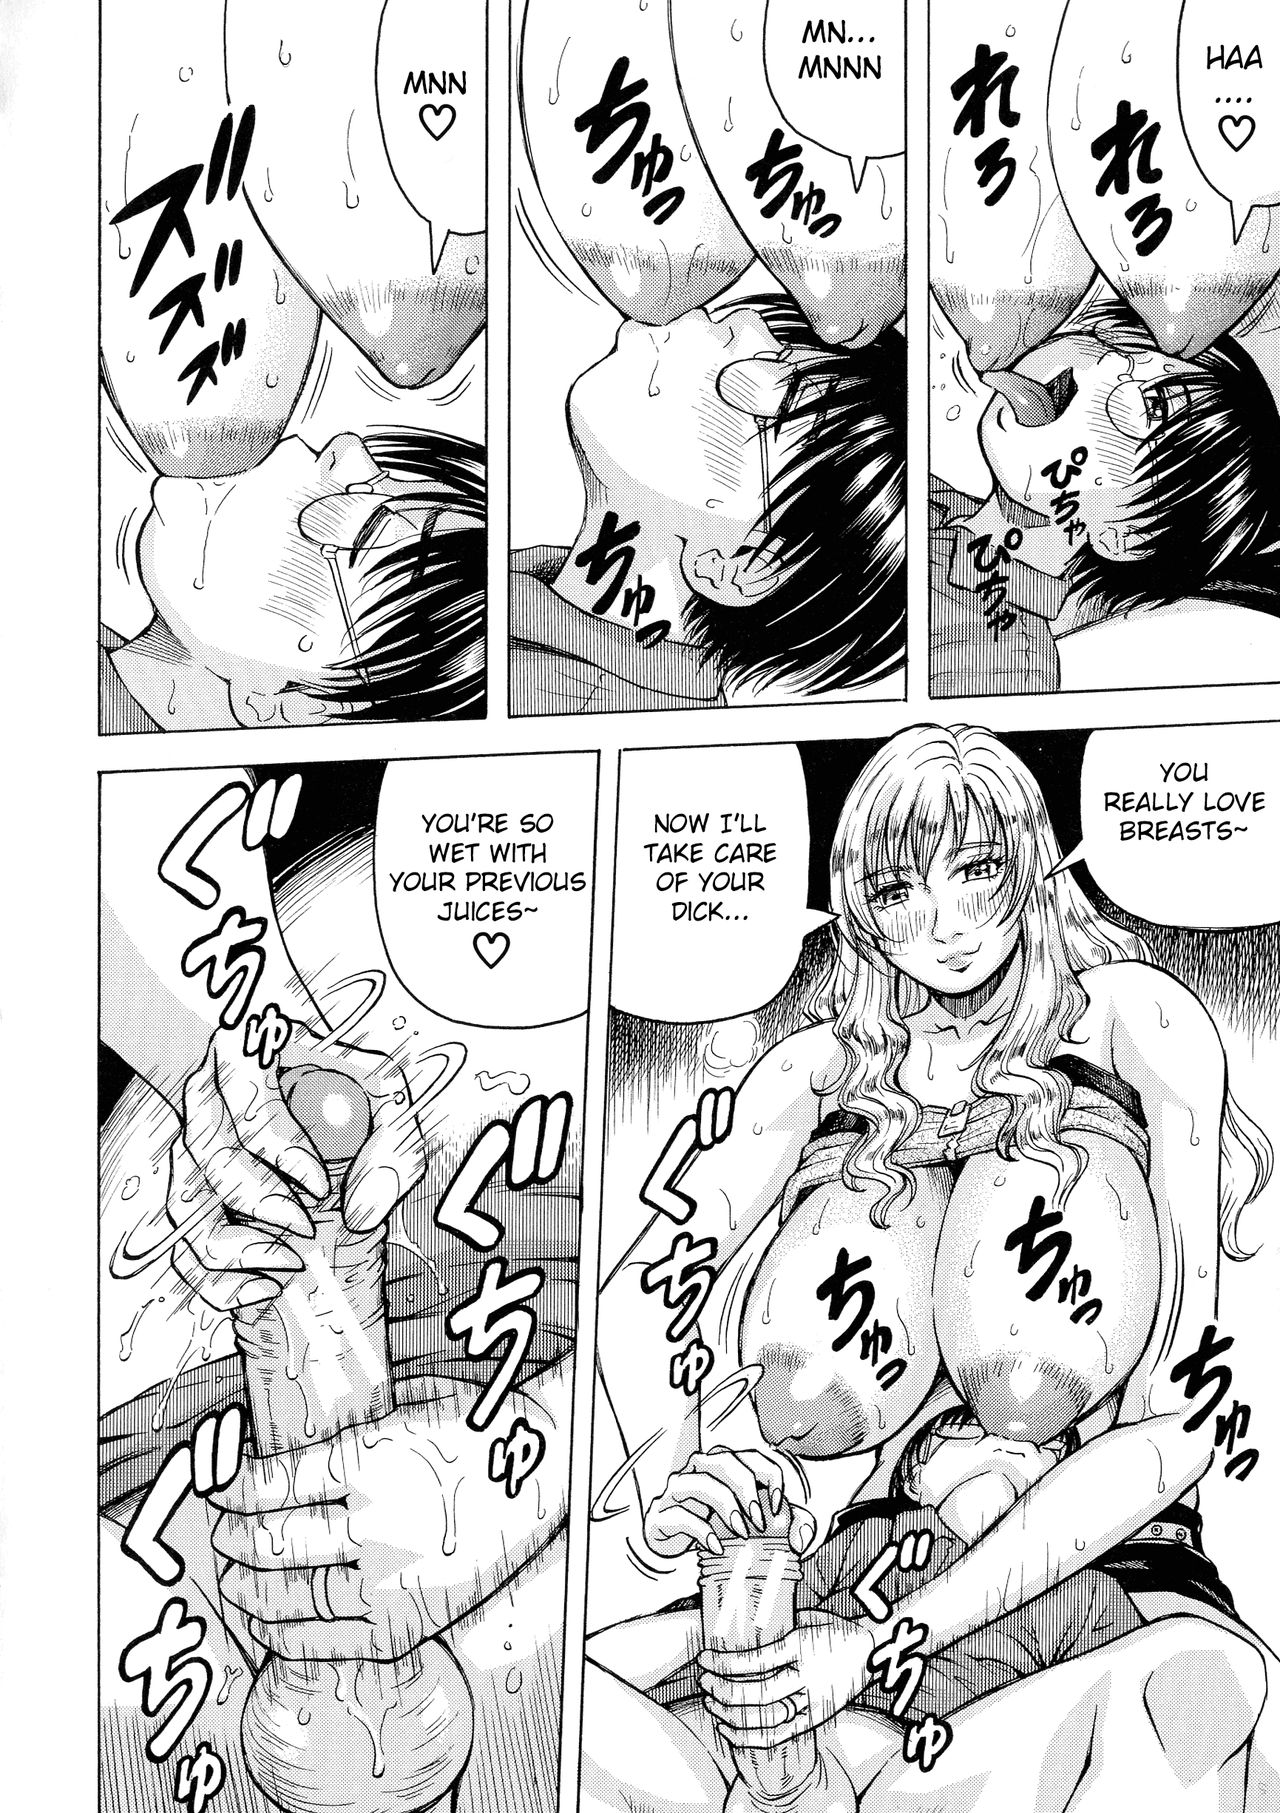 HAA
....
♡
れろ
れろ
ぴちゃ
ぴちゃ
MN...
MNNN
ちゅっ
ちゅっ
ちゅっ
MNN
♡
ズズズ
YOU
REALLY LOVE
BREASTS~
NOW I'LL
TAKE CARE
OF YOUR
DICK...
ちゅっ
ちゅっ
ちゅっ
ぐちゅ
ぐちゅ
YOU'RE SO
WET WITH
YOUR PREVIOUS
JUICES~
♡
ぐちゅ
ぐちゅ
ぐちゅ